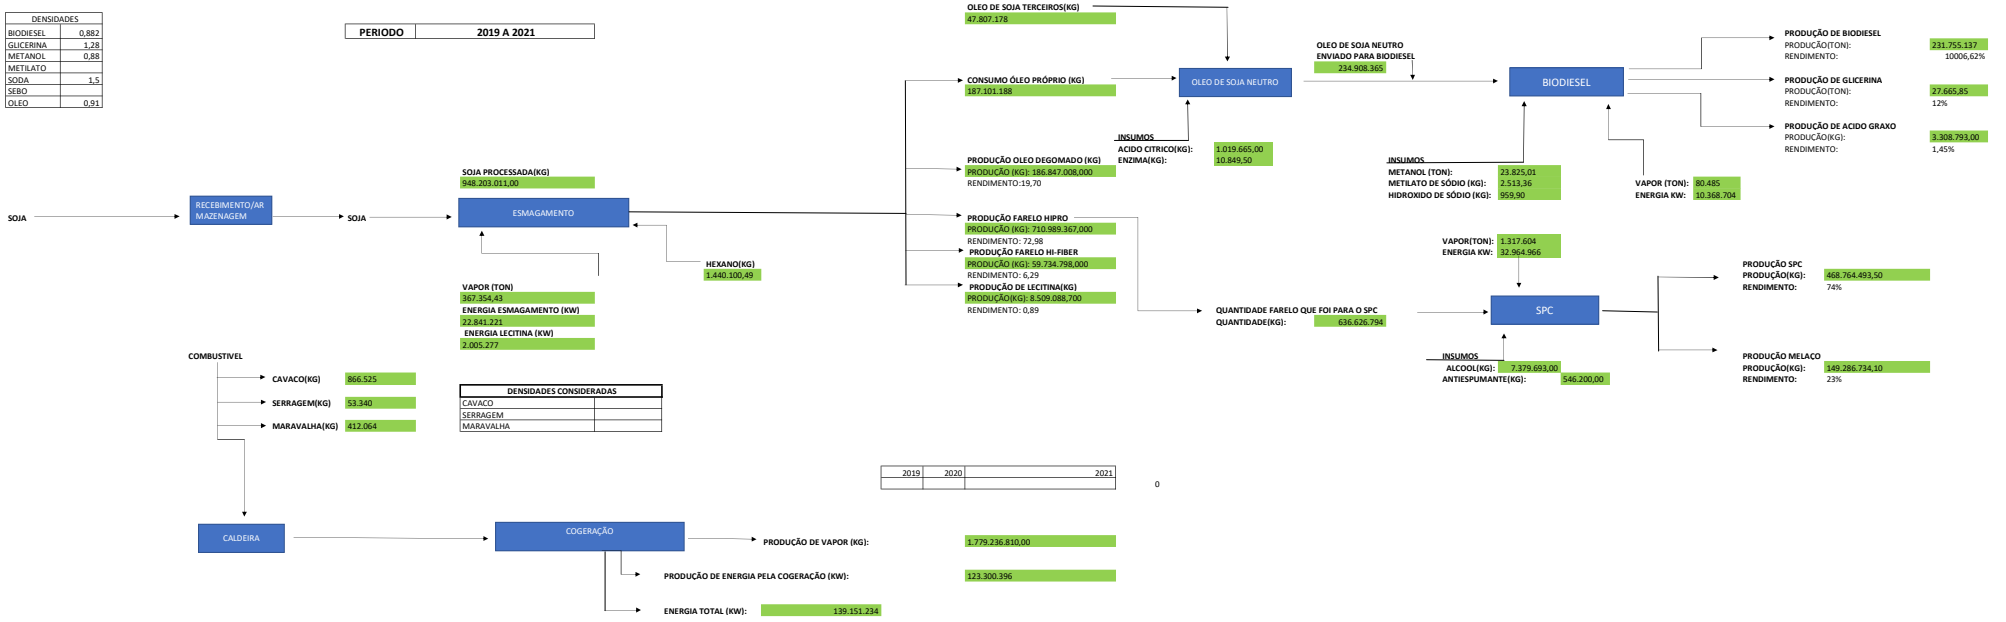 DENSIDADES
BIODIESEL 0,882
GLICERINA 1,28
METANOL 0,88
METILATO
SODA 1,5
SEBO
OLEO 0,91
PERIODO 2019 A 2021
OLEO DE SOJA TERCEIROS(KG)
47.807.178
CONSUMO ÓLEO PRÓPRIO (KG)
187.101.188
OLEO DE SOJA NEUTRO
OLEO DE SOJA NEUTRO
ENVIADO PARA BIODIESEL
234.908.365
BIODIESEL
PRODUÇÃO DE BIODIESEL
PRODUÇÃO(TON): 231.755.137
RENDIMENTO: 10006,62%
PRODUÇÃO DE GLICERINA
PRODUÇÃO(TON): 27.665,85
RENDIMENTO: 12%
PRODUÇÃO DE ACIDO GRAXO
PRODUÇÃO(KG): 3.308.793,00
RENDIMENTO: 1,45%
INSUMOS
ACIDO CITRICO(KG): 1.019.665,00
ENZIMA(KG): 10.849,50
INSUMOS
METANOL (TON): 23.825,01
METILATO DE SÓDIO (KG): 2.513,36
HIDROXIDO DE SÓDIO (KG): 959,90
VAPOR (TON): 80.485
ENERGIA KW: 10.368.704
SOJA
RECEBIMENTO/AR
MAZENAGEM
SOJA
SOJA PROCESSADA(KG)
948.203.011,00
ESMAGAMENTO
HEXANO(KG)
1.440.100,49
VAPOR (TON)
367.354,43
ENERGIA ESMAGAMENTO (KW)
22.841.221
ENERGIA LECITINA (KW)
2.005.277
PRODUÇÃO OLEO DEGOMADO (KG)
PRODUÇÃO (KG): 186.847.008,000
RENDIMENTO:19,70
PRODUÇÃO FARELO HIPRO
PRODUÇÃO (KG): 710.989.367,000
RENDIMENTO: 72,98
PRODUÇÃO FARELO HI-FIBER
PRODUÇÃO (KG): 59.734.798,000
RENDIMENTO: 6,29
PRODUÇÃO DE LECITINA(KG)
PRODUÇÃO(KG): 8.509.088,700
RENDIMENTO: 0,89
QUANTIDADE FARELO QUE FOI PARA O SPC
QUANTIDADE(KG): 636.626.794
VAPOR(TON): 1.317.604
ENERGIA KW: 32.964.966
SPC
INSUMOS
ALCOOL(KG): 7.379.693,00
ANTIESPUMANTE(KG): 546.200,00
PRODUÇÃO SPC
PRODUÇÃO(KG): 468.764.493,50
RENDIMENTO: 74%
PRODUÇÃO MELAÇO
PRODUÇÃO(KG): 149.286.734,10
RENDIMENTO: 23%
COMBUSTIVEL
CAVACO(KG) 866.525
SERRAGEM(KG) 53.340
MARAVALHA(KG) 412.064
DENSIDADES CONSIDERADAS
CAVACO
SERRAGEM
MARAVALHA
2019 2020 2021
0
CALDEIRA
COGERAÇÃO
PRODUÇÃO DE VAPOR (KG): 1.779.236.810,00
PRODUÇÃO DE ENERGIA PELA COGERAÇÃO (KW): 123.300.396
ENERGIA TOTAL (KW): 139.151.234